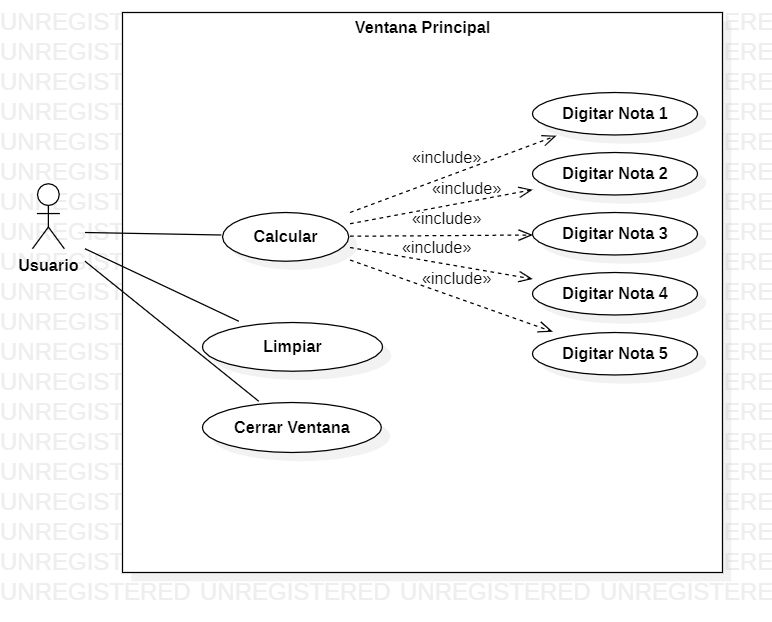 Ventana Principal
Digitar Nota 1
«include»
Digitar Nota 2
«include»
«include»
Digitar Nota 3
Calcular
«include»
Usuario
«include»
Digitar Nota 4
Limpiar
Digitar Nota 5
Cerrar Ventana
UNREGISTERED UNREGISTERED UNREGISTERED UNREGISTERE